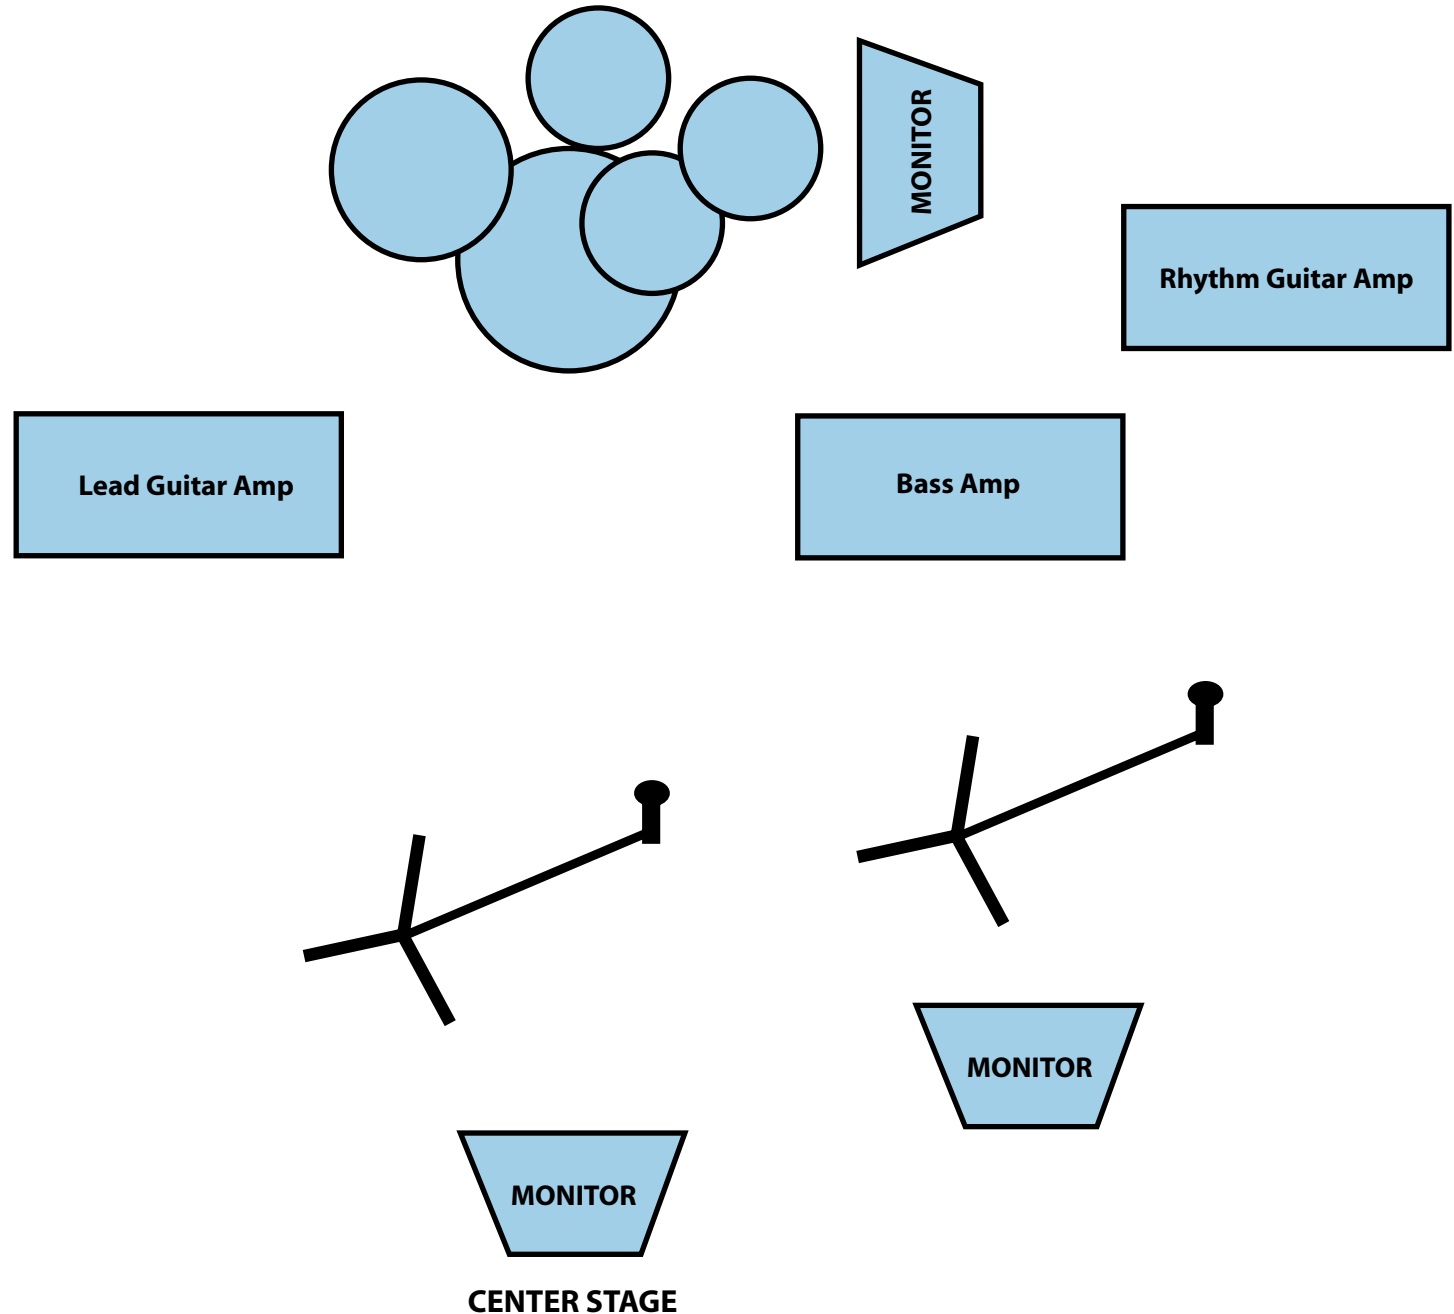 MONITOR
Rhythm Guitar Amp
Lead Guitar Amp
Bass Amp
MONITOR
MONITOR
CENTER STAGE